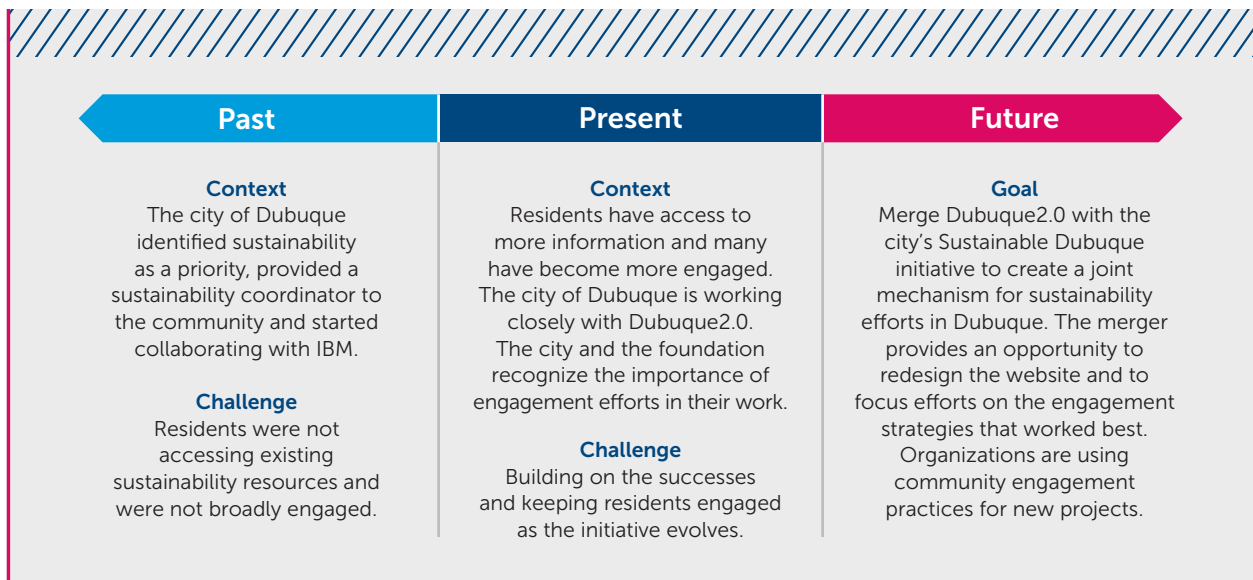 Past
Context
The city of Dubuque
identified sustainability
as a priority, provided a
sustainability coordinator to
the community and started
collaborating with IBM.
Challenge
Residents were not
accessing existing
sustainability resources and
were not broadly engaged.
Present
Context
Residents have access to
more information and many
have become more engaged.
The city of Dubuque is working
closely with Dubuque2.0.
The city and the foundation
recognize the importance of
engagement efforts in their work.
Challenge
Building on the successes
and keeping residents engaged
as the initiative evolves.
Future
Goal
Merge Dubuque2.0 with the
city’s Sustainable Dubuque
initiative to create a joint
mechanism for sustainability
efforts in Dubuque. The merger
provides an opportunity to
redesign the website and to
focus efforts on the engagement
strategies that worked best.
Organizations are using
community engagement
practices for new projects.